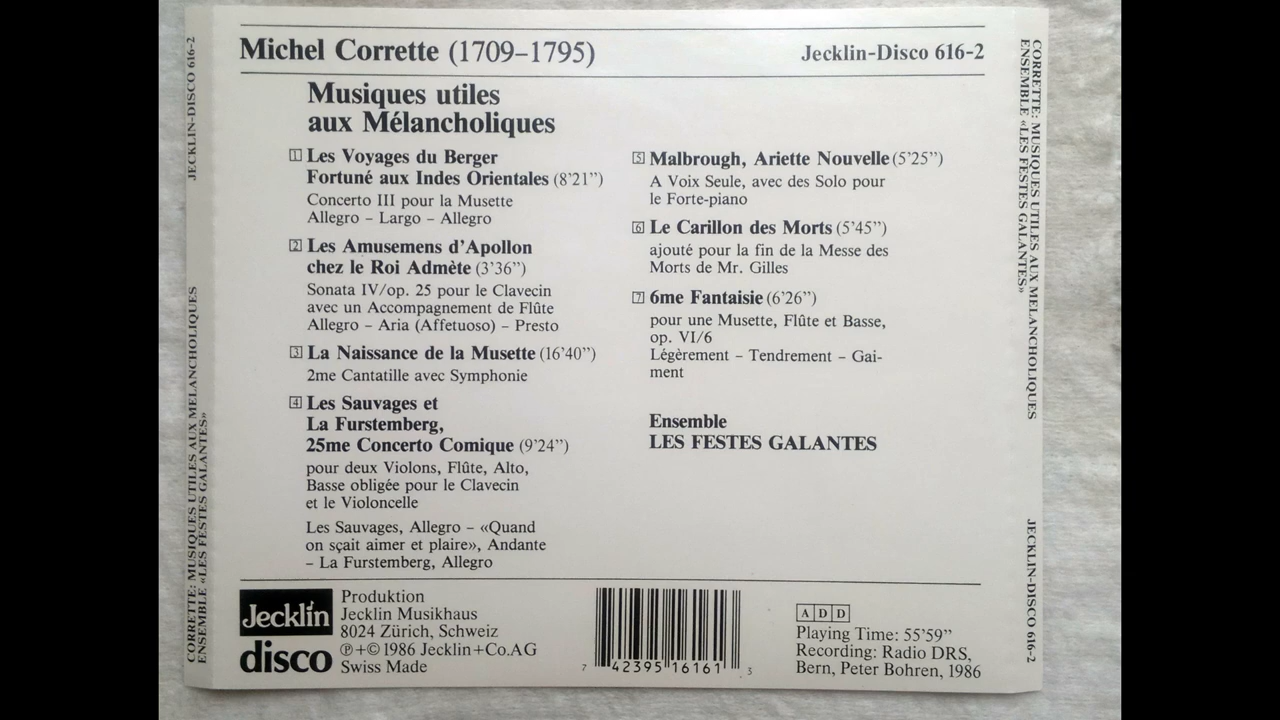 Michel Corrette (1709–1795)
Jecklin-Disco 616-2
Musiques utiles
aux Mélancholiques
1 Les Voyages du Berger
Fortuné aux Indes Orientales (8'21”)
Concerto III pour la Musette
Allegro – Largo – Allegro
2 Les Amusemens d'Apollon
chez le Roi Admète (3'36”)
Sonata IV/op. 25 pour le Clavecin
avec un Accompagnement de Flûte
Allegro – Aria (Affetuoso) – Presto
3 La Naissance de la Musette (16'40”)
2me Cantatille avec Symphonie
4 Les Sauvages et
La Furstemberg,
25me Concerto Comique (9'24”)
pour deux Violons, Flûte, Alto,
Basse obligée pour le Clavecin
et le Violoncelle
Les Sauvages, Allegro – «Quand
on sçait aimer et plaire», Andante
– La Furstemberg, Allegro
5 Malbrough, Ariette Nouvelle (5'25”)
A Voix Seule, avec des Solo pour
le Forte-piano
6 Le Carillon des Morts (5'45”)
ajouté pour la fin de la Messe des
Morts de Mr. Gilles
7 6me Fantaisie (6'26”)
pour une Musette, Flûte et Basse,
op. VI/6
Légèrement – Tendrement – Gai-
ment
Ensemble
LES FESTES GALANTES
Jecklin
disco
Produktion
Jecklin Musikhaus
8024 Zürich, Schweiz
℗+© 1986 Jecklin+Co.AG
Swiss Made
7 42395 16161 3
A D D
Playing Time: 55'59”
Recording: Radio DRS,
Bern, Peter Bohren, 1986
CORRETTE: MUSIQUES UTILES AUX MELANCHOLIQUES
ENSEMBLE «LES FESTES GALANTES»
JECKLIN-DISCO 616-2
CORRETTE: MUSIQUES UTILES AUX MELANCHOLIQUES
ENSEMBLE «LES FESTES GALANTES»
JECKLIN-DISCO 616-2